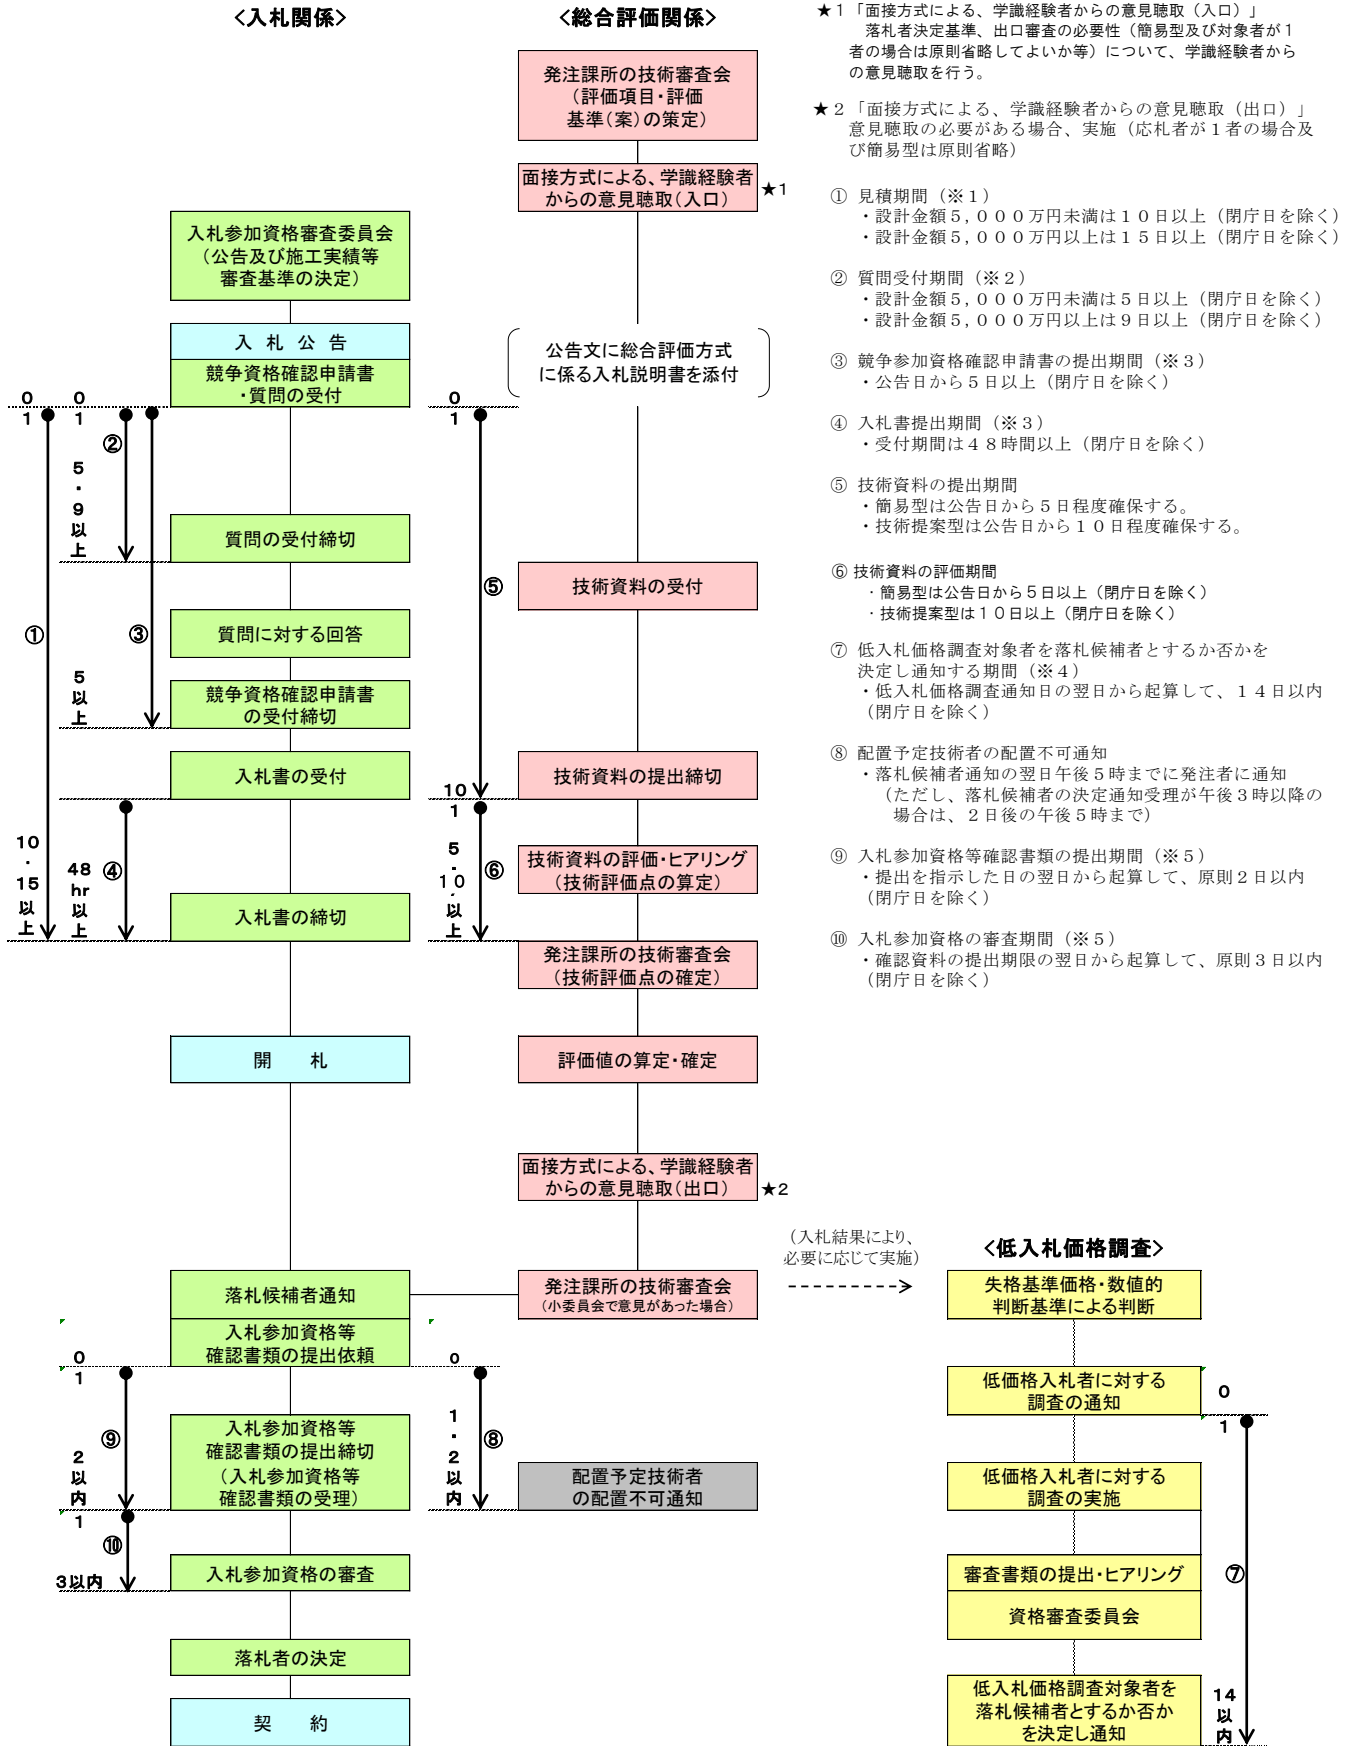 <入札関係>
<総合評価関係>
★１「面接方式による、学識経験者からの意見聴取（入口）」
落札者決定基準、出口審査の必要性（簡易型及び対象者が１
者の場合は原則省略してよいか等）について、学識経験者から
の意見聴取を行う。
★２「面接方式による、学識経験者からの意見聴取（出口）」
意見聴取の必要がある場合、実施（応札者が１者の場合及
び簡易型は原則省略）
① 見積期間（※１）
・設計金額５,０００万円未満は１０日以上（閉庁日を除く）
・設計金額５,０００万円以上は１５日以上（閉庁日を除く）
② 質問受付期間（※２）
・設計金額５,０００万円未満は５日以上（閉庁日を除く）
・設計金額５,０００万円以上は９日以上（閉庁日を除く）
③ 競争参加資格確認申請書の提出期間（※３）
・公告日から５日以上（閉庁日を除く）
④ 入札書提出期間（※３）
・受付期間は４８時間以上（閉庁日を除く）
⑤ 技術資料の提出期間
・簡易型は公告日から５日程度確保する。
・技術提案型は公告日から１０日程度確保する。
⑥ 技術資料の評価期間
・簡易型は公告日から５日以上（閉庁日を除く）
・技術提案型は１０日以上（閉庁日を除く）
⑦ 低入札価格調査対象者を落札候補者とするか否かを
決定し通知する期間（※４）
・低入札価格調査通知日の翌日から起算して、１４日以内
（閉庁日を除く）
⑧ 配置予定技術者の配置不可通知
・落札候補者通知の翌日午後５時までに発注者に通知
（ただし、落札候補者の決定通知受理が午後３時以降の
場合は、２日後の午後５時まで）
⑨ 入札参加資格等確認書類の提出期間（※５）
・提出を指示した日の翌日から起算して、原則２日以内
（閉庁日を除く）
⑩ 入札参加資格の審査期間（※５）
・確認資料の提出期限の翌日から起算して、原則３日以内
（閉庁日を除く）
発注課所の技術審査会
（評価項目・評価
基準（案）の策定）
面接方式による、学識経験者
からの意見聴取（入口）
★1
入札参加資格審査委員会
（公告及び施工実績等
審査基準の決定）
入 札 公 告
競争資格確認申請書
・質問の受付
公告文に総合評価方式
に係る入札説明書を添付
0
0
0
1
1
1
②
5
・
9
以
上
質問の受付締切
①
③
⑤
技術資料の受付
質問に対する回答
5
以
上
競争資格確認申請書
の受付締切
入札書の受付
10
技術資料の提出締切
1
10
・
15
以
上
48
hr
以
上
④
5
・
10
以
上
⑥
技術資料の評価・ヒアリング
（技術評価点の算定）
入札書の締切
発注課所の技術審査会
（技術評価点の確定）
開 札
評価値の算定・確定
面接方式による、学識経験者
からの意見聴取（出口）
★2
（入札結果により、
必要に応じて実施）
<低入札価格調査>
落札候補者通知
発注課所の技術審査会
（小委員会で意見があった場合）
失格基準価格・数値的
判断基準による判断
入札参加資格等
確認書類の提出依頼
0
0
1
低価格入札者に対する
調査の通知
0
1
⑨
2
以
内
入札参加資格等
確認書類の提出締切
（入札参加資格等
確認書類の受理）
1
・
2
以
内
⑧
配置予定技術者
の配置不可通知
低価格入札者に対する
調査の実施
1
⑩
3以内
入札参加資格の審査
審査書類の提出・ヒアリング
⑦
資格審査委員会
落札者の決定
低入札価格調査対象者を
落札候補者とするか否か
を決定し通知
14
以
内
契 約